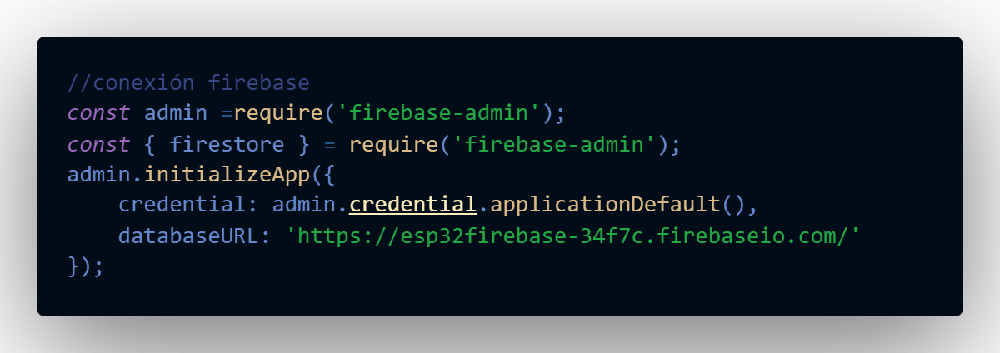 //conexión firebase
const admin =require('firebase-admin');
const { firestore } = require('firebase-admin');
admin.initializeApp({
    credential: admin.credential.applicationDefault(),
    databaseURL: 'https://esp32firebase-34f7c.firebaseio.com/'
});